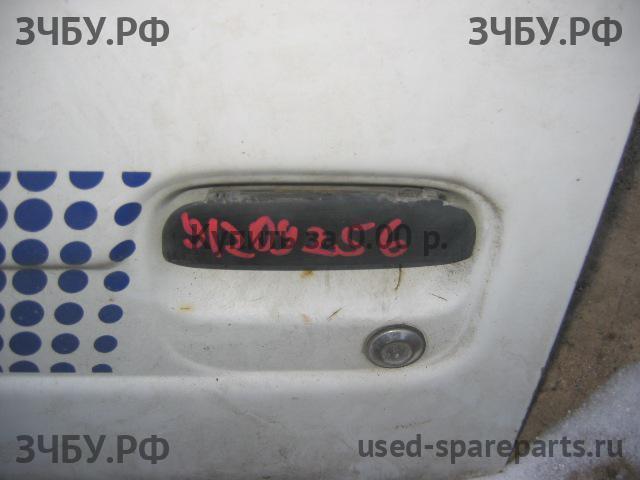 ЗЧБУ.РФ ЗЧБУ.РФ
Купить за 0.00 р.
ЗЧБУ.РФ used-spareparts.ru